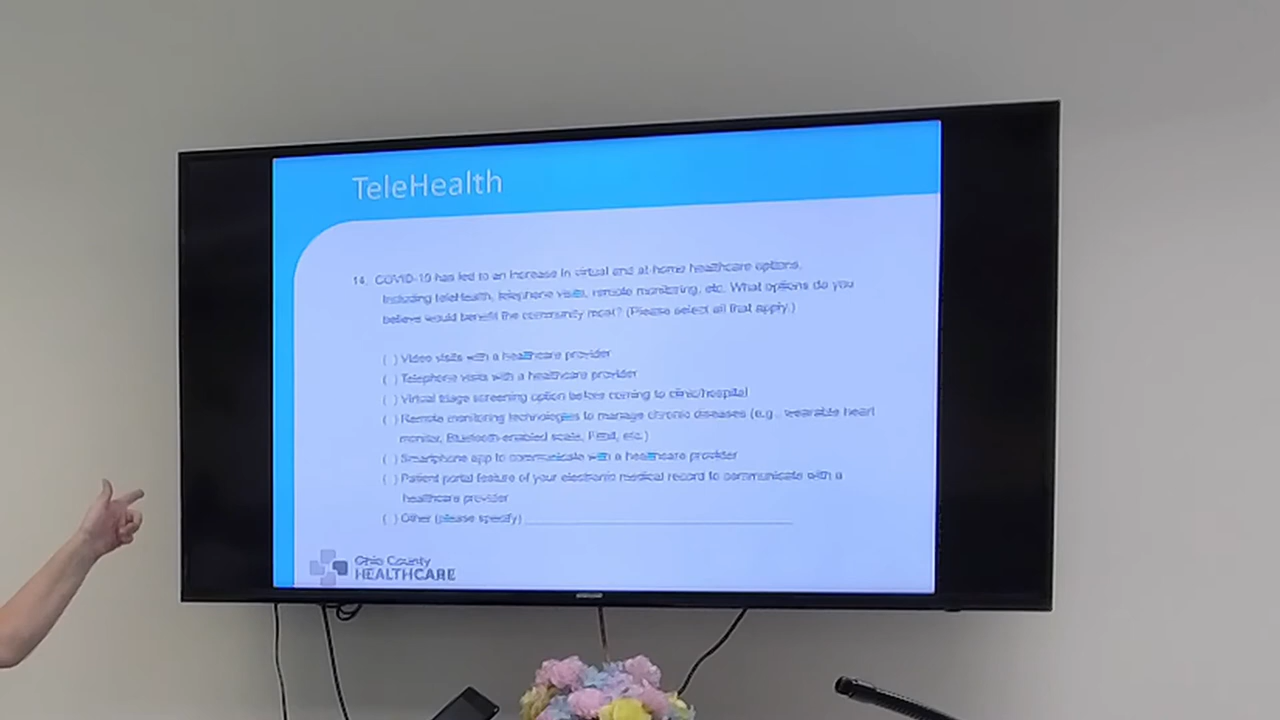 TeleHealth
14. COVID-19 has led to an increase in virtual and at-home healthcare options,
including teleHealth, telephone visits, remote monitoring, etc. What options do you
believe would benefit the community most? (Please select all that apply.)
( ) Video visits with a healthcare provider
( ) Telephone visits with a healthcare provider
( ) Virtual triage screening option before coming to clinic/hospital
( ) Remote monitoring technologies to manage chronic diseases (e.g., wearable heart
monitor, Bluetooth-enabled scale, Fitbit, etc.)
( ) Smartphone app to communicate with a healthcare provider
( ) Patient portal feature of your electronic medical record to communicate with a
healthcare provider
( ) Other (please specify)
Ohio County
HEALTHCARE